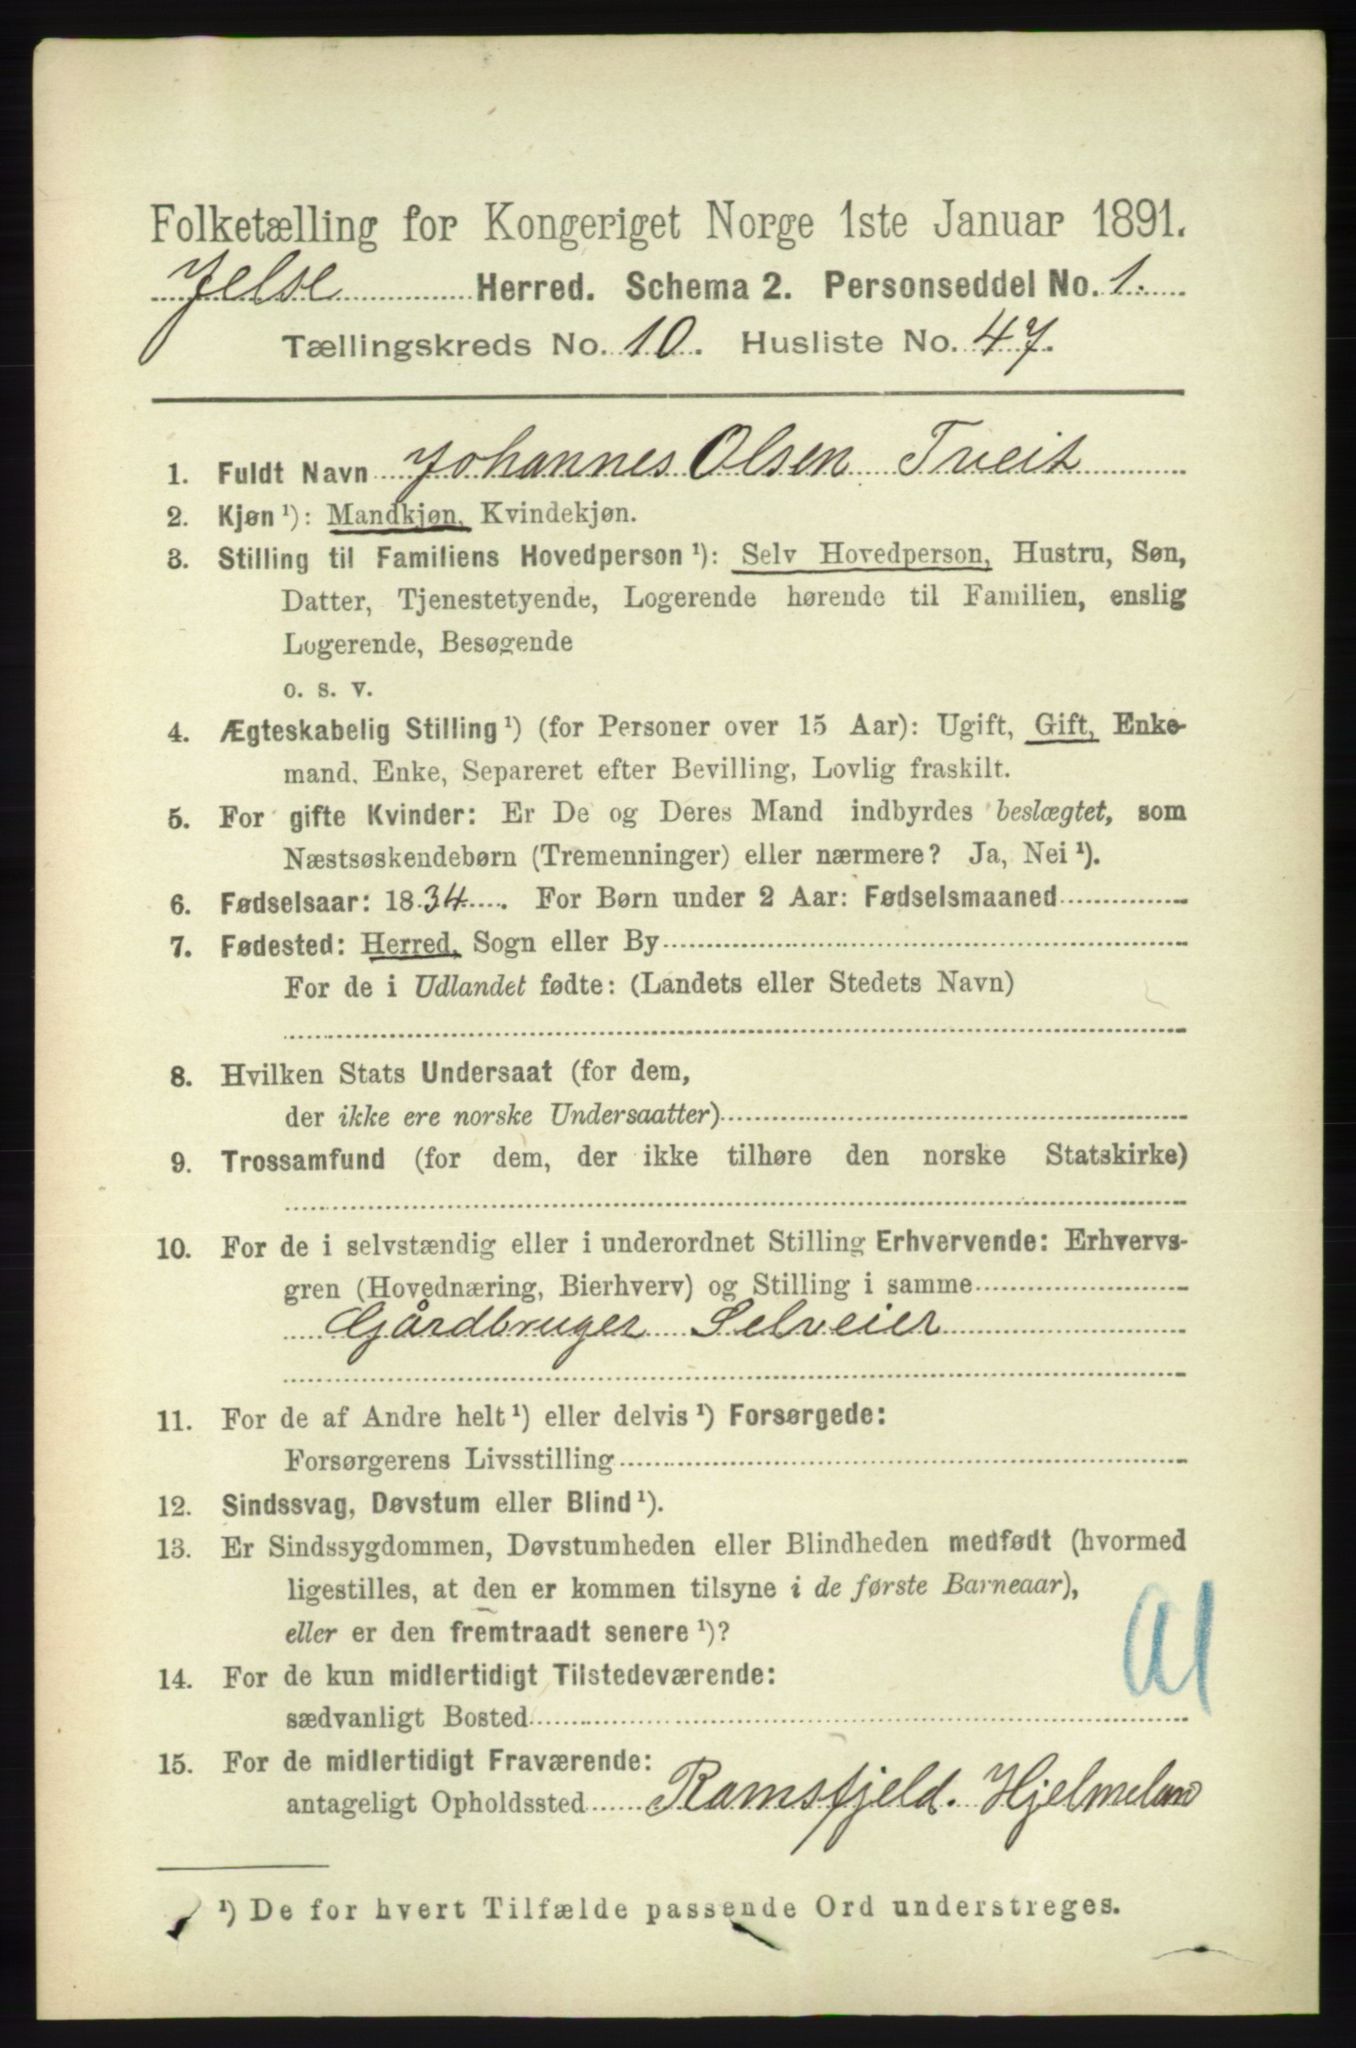 Folketælling for Kongeriget Norge 1ste Januar 1891.
Jelse Herred. Schema 2. Personseddel No. 1.
Tællingskreds No. 10. Husliste No. 47.
1. Fuldt Navn Johannes Olsen Tveit
2. Kjøn ¹): Mandkjøn, Kvindekjøn.
3. Stilling til Familiens Hovedperson ¹): Selv Hovedperson, Hustru, Søn,
Datter, Tjenestetyende, Logerende hørende til Familien, enslig
Logerende, Besøgende
o. s. v.
4. Ægteskabelig Stilling ¹) (for Personer over 15 Aar): Ugift, Gift, Enke-
mand, Enke, Separeret efter Bevilling, Lovlig fraskilt.
5. For gifte Kvinder: Er De og Deres Mand indbyrdes beslægtet, som
Næstsøskendebørn (Tremenninger) eller nærmere? Ja, Nei ¹).
6. Fødselsaar: 1834. For Børn under 2 Aar: Fødselsmaaned
7. Fødested: Herred, Sogn eller By
For de i Udlandet fødte: (Landets eller Stedets Navn)
8. Hvilken Stats Undersaat (for dem,
der ikke ere norske Undersaatter)
9. Trossamfund (for dem, der ikke tilhøre den norske Statskirke)
10. For de i selvstændig eller i underordnet Stilling Erhvervende: Erhvervs-
gren (Hovednæring, Bierhverv) og Stilling i samme
Gårdbruger Selveier
11. For de af Andre helt ¹) eller delvis ¹) Forsørgede:
Forsørgerens Livsstilling
12. Sindssvag, Døvstum eller Blind ¹).
13. Er Sindssygdommen, Døvstumheden eller Blindheden medfødt (hvormed
ligestilles, at den er kommen tilsyne i de første Barneaar),
eller er den fremtraadt senere ¹)?
14. For de kun midlertidigt Tilstedeværende:
sædvanligt Bosted
15. For de midlertidigt Fraværende:
antageligt Opholdssted Ramsfjeld. Hjelmeland
¹) De for hvert Tilfælde passende Ord understreges.